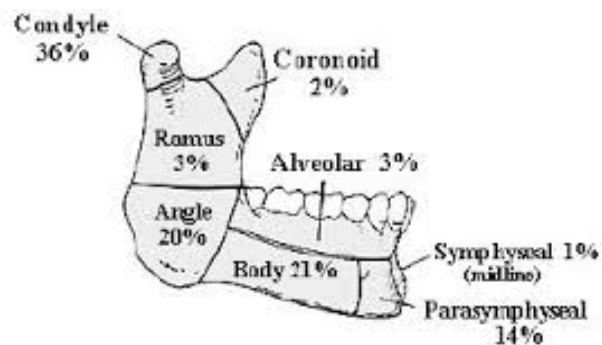 Condyle
36%
Coronoid
2%
Ramus
3%
Alveolar 3%
Angle
20%
Body 21%
Symphyseal 1%
(midline)
Parasymphyseal
14%